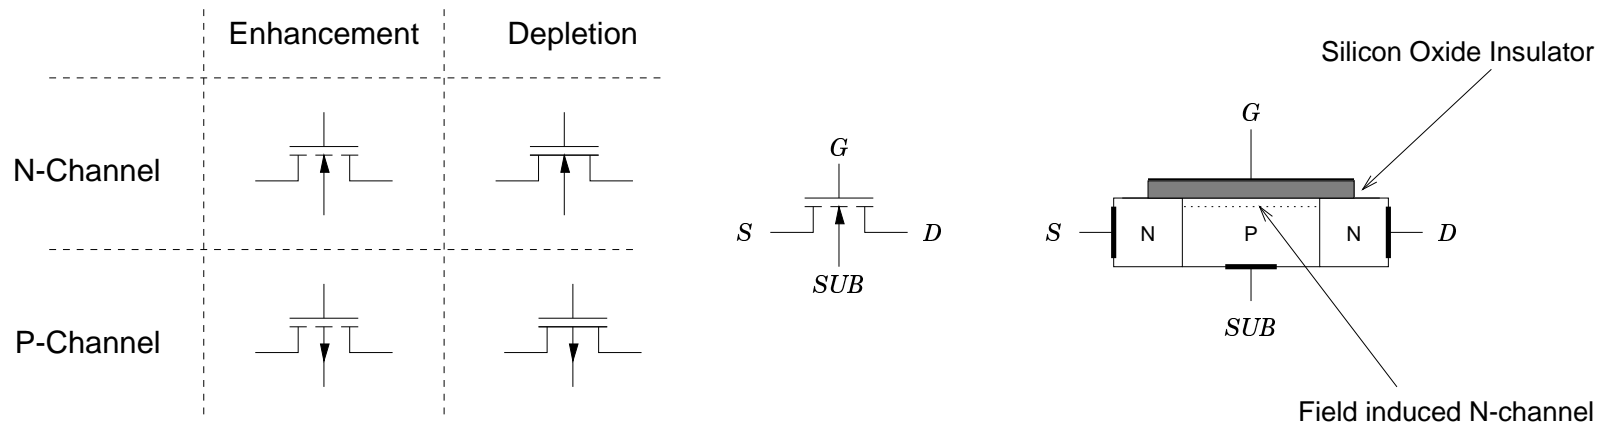 Enhancement Depletion
N-Channel
P-Channel
G
S D
SUB
Silicon Oxide Insulator
G
S N P N D
SUB
Field induced N-channel